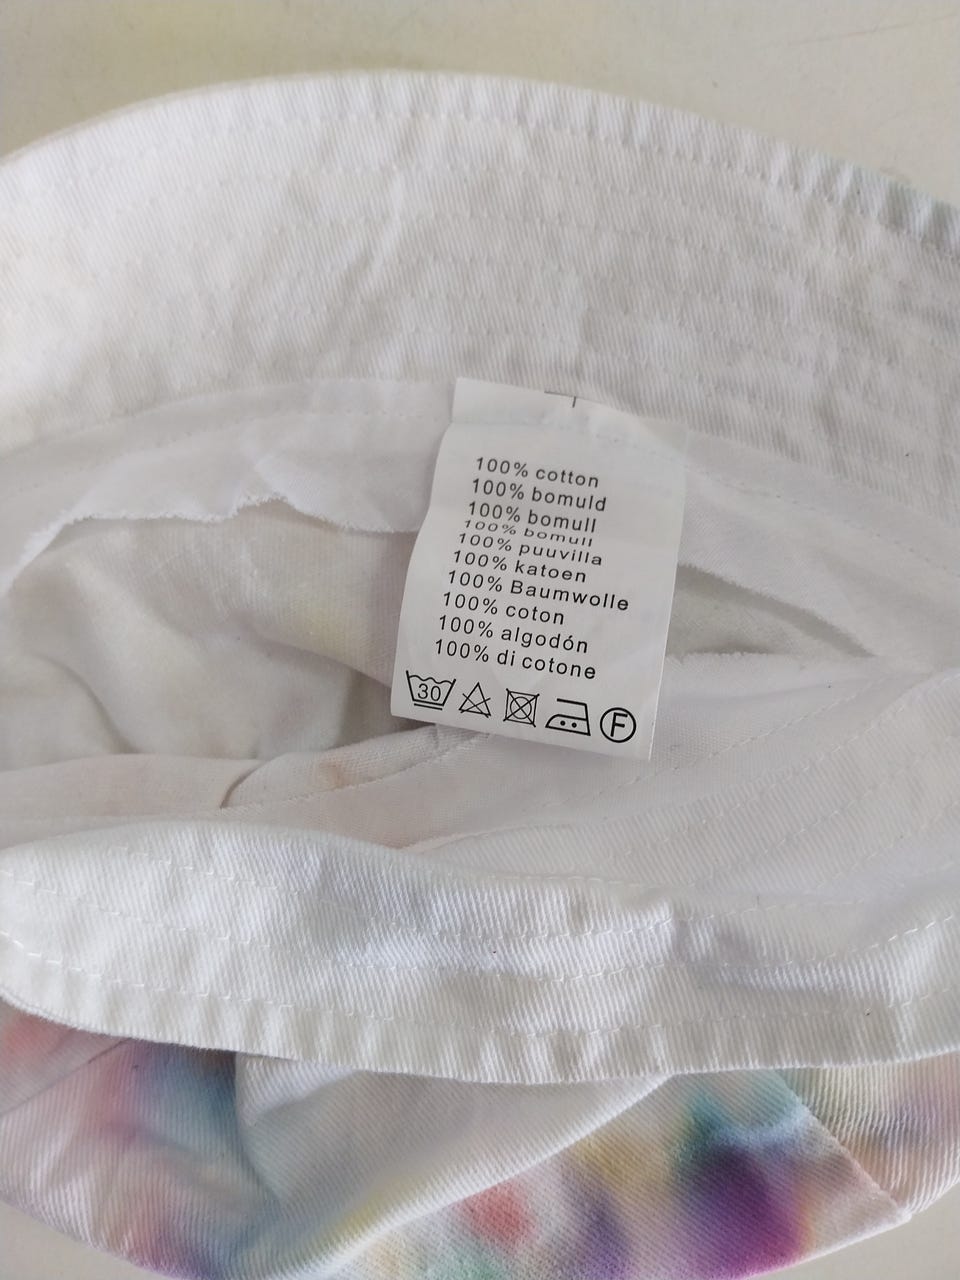 100% cotton
100% bomuld
100% bomull
100% bomull
100% puuvilla
100% katoen
100% Baumwolle
100% coton
100% algodón
100% di cotone
30 F